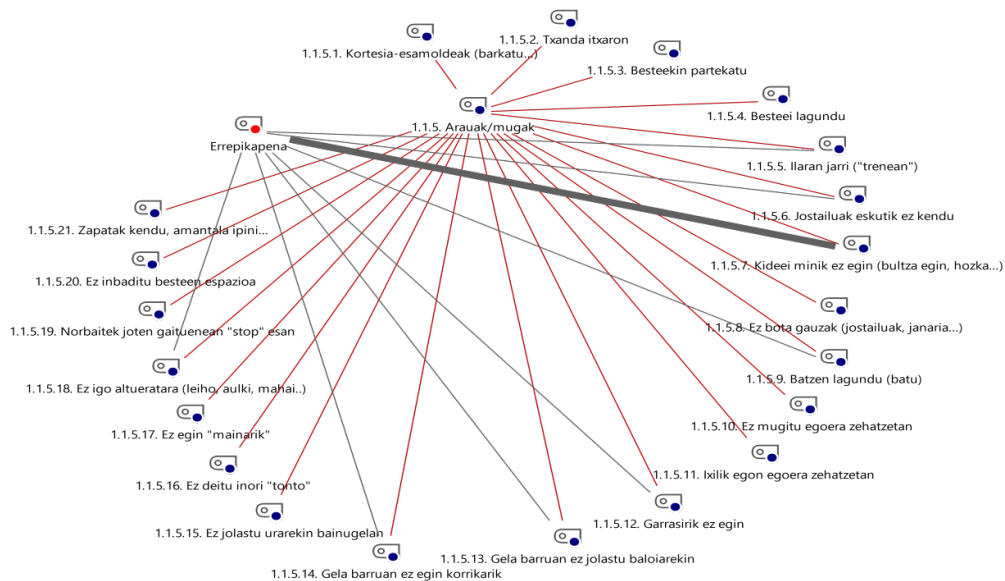 1.1.5.1. Kortesia-esamoldeak (barkatu...)
1.1.5.2. Txanda itxaron
1.1.5.3. Besteekin partekatu
1.1.5.4. Besteei lagundu
1.1.5. Arauak/mugak
Errepikapena
1.1.5.5. Ilaran jarri ("trenean")
1.1.5.6. Jostailuak eskutik ez kendu
1.1.5.7. Kideei minik ez egin (bultza egin, hozka...)
1.1.5.8. Ez bota gauzak (jostailuak, janaria...)
1.1.5.9. Batzen lagundu (batu)
1.1.5.10. Ez mugitu egoera zehatzetan
1.1.5.11. Ixilik egon egoera zehatzetan
1.1.5.12. Garrasirik ez egin
1.1.5.13. Gela barruan ez jolastu baloiarekin
1.1.5.14. Gela barruan ez egin korrikarik
1.1.5.15. Ez jolastu urarekin bainugelan
1.1.5.16. Ez deitu inori "tonto"
1.1.5.17. Ez egin "mainarik"
1.1.5.18. Ez igo altueratara (leiho, aulki, mahai..)
1.1.5.19. Norbaitek joten gaituenean "stop" esan
1.1.5.20. Ez inbaditu besteen espazioa
1.1.5.21. Zapatak kendu, amantala ipini...